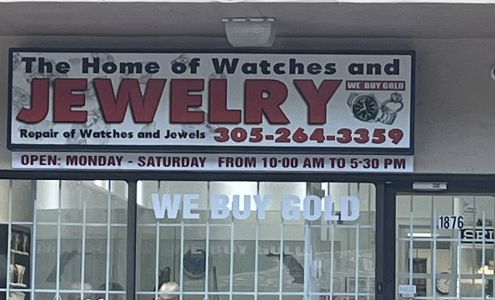 The Home of Watches and
JEWELRY
WE BUY GOLD
Repair of Watches and Jewels 305-264-3359
OPEN: MONDAY - SATURDAY FROM 10:00 AM TO 5:30 PM
WE BUY GOLD
1876